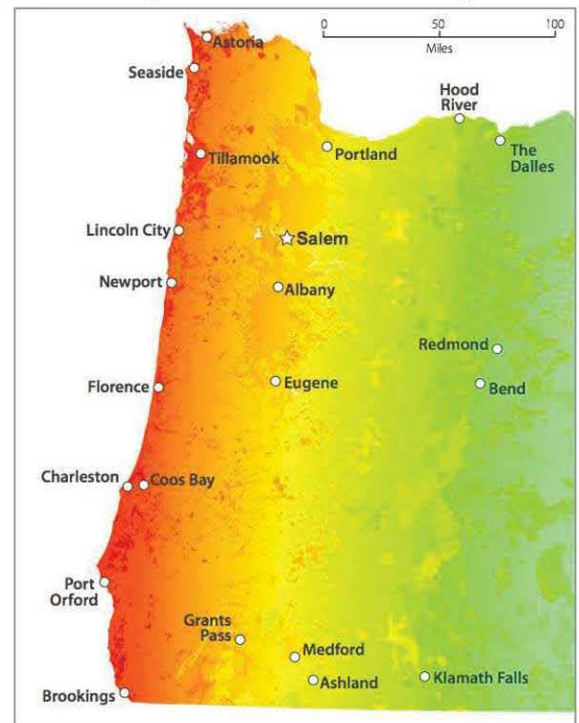 0 50 100
Miles
Astoria
Seaside
Hood
River
Tillamook
Portland
The
Dalles
Lincoln City
Salem
Newport
Albany
Redmond
Florence
Eugene
Bend
Charleston
Coos Bay
Port
Orford
Grants
Pass
Medford
Ashland
Klamath Falls
Brookings